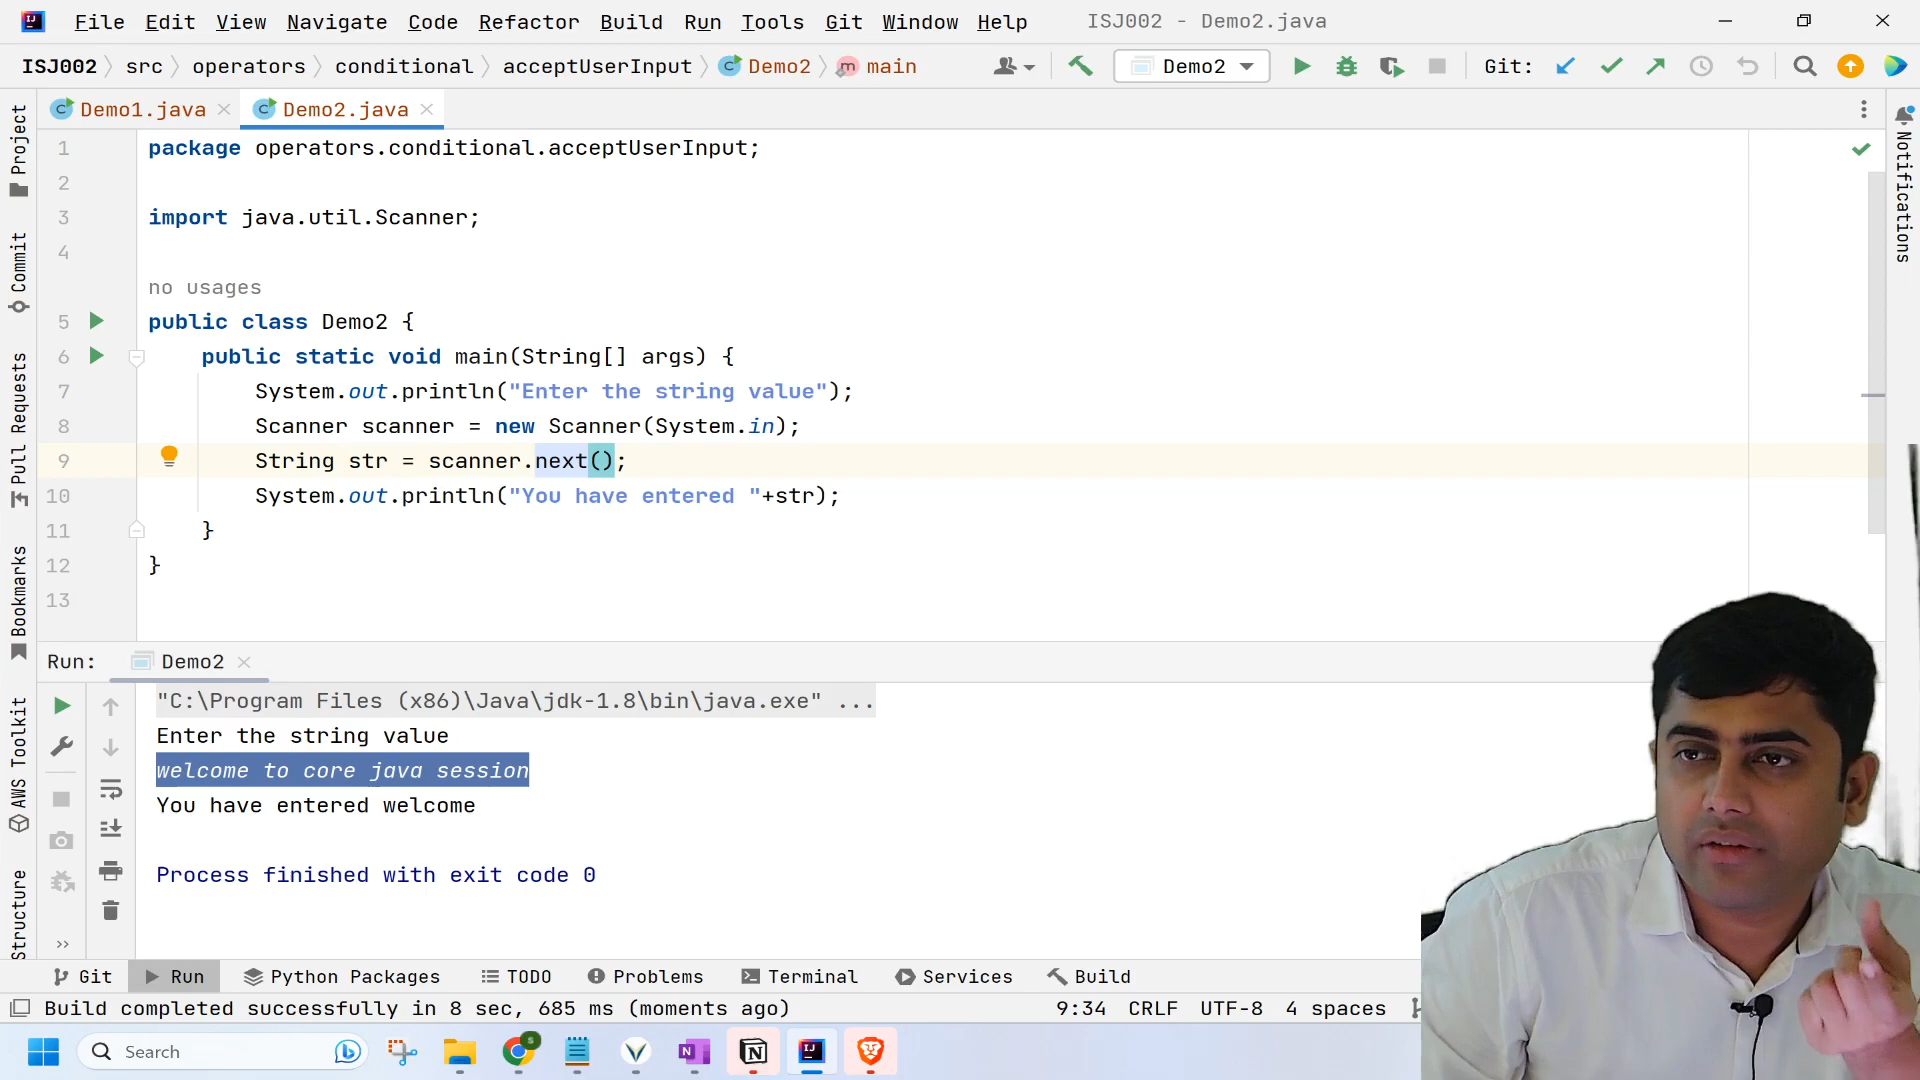 File Edit View Navigate Code Refactor Build Run Tools Git Window Help ISJ002 - Demo2.java
ISJ002 src operators conditional acceptUserInput Demo2 main Demo2 Git:
Demo1.java Demo2.java
1 package operators.conditional.acceptUserInput;
2
3 import java.util.Scanner;
4
no usages
5 public class Demo2 {
6 public static void main(String[] args) {
7 System.out.println("Enter the string value");
8 Scanner scanner = new Scanner(System.in);
9 String str = scanner.next();
10 System.out.println("You have entered "+str);
11 }
12 }
13
Project
Commit
Pull Requests
Bookmarks
AWS Toolkit
Structure
Notifications
Run: Demo2
"C:\Program Files (x86)\Java\jdk-1.8\bin\java.exe" ...
Enter the string value
welcome to core java session
You have entered welcome
Process finished with exit code 0
Git Run Python Packages TODO Problems Terminal Services Build
Build completed successfully in 8 sec, 685 ms (moments ago) 9:34 CRLF UTF-8 4 spaces
Search